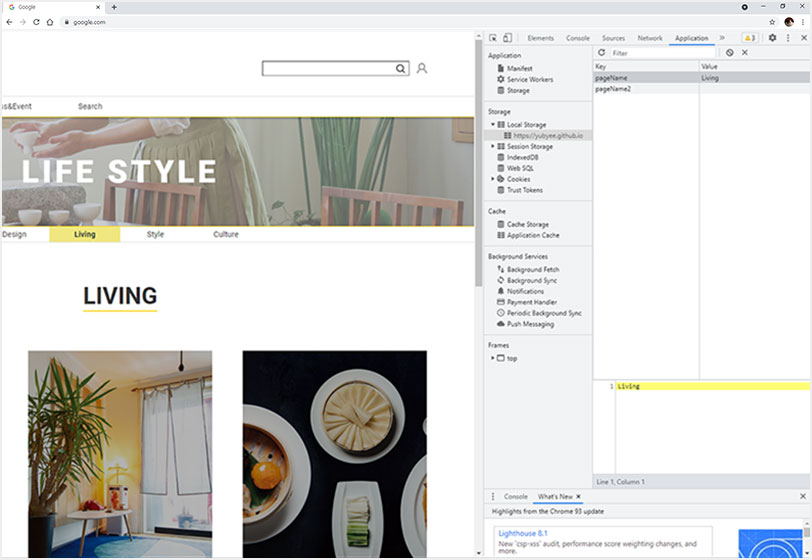 Google
google.com
Elements Console Sources Network Application » 3
Application
Manifest
Service Workers
Storage
Storage
Local Storage
https://yubyee.github.io
Session Storage
IndexedDB
Web SQL
Cookies
Trust Tokens
Cache
Cache Storage
Application Cache
Background Services
Background Fetch
Background Sync
Notifications
Payment Handler
Periodic Background Sync
Push Messaging
Frames
top
Filter
Key Value
pageName Living
pageName2
1 Living
Line 1, Column 1
Console What's New
Highlights from the Chrome 93 update
Lighthouse 8.1
New 'csp-xss' audit, performance score weighting changes, and
more.
ss&Event Search
LIFE STYLE
Design Living Style Culture
LIVING